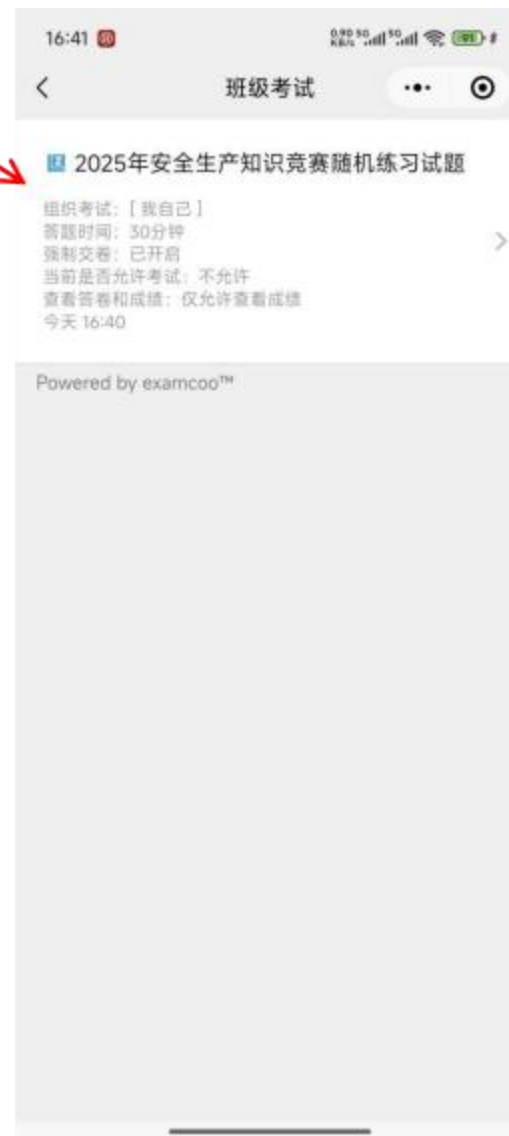 16:41
班级考试
2025年安全生产知识竞赛随机练习试题
组织考试：[ 我自己 ]
答题时间：30分钟
强制交卷：已开启
当前是否允许考试：不允许
查看答卷和成绩：仅允许查看成绩
今天 16:40
Powered by examcoo™